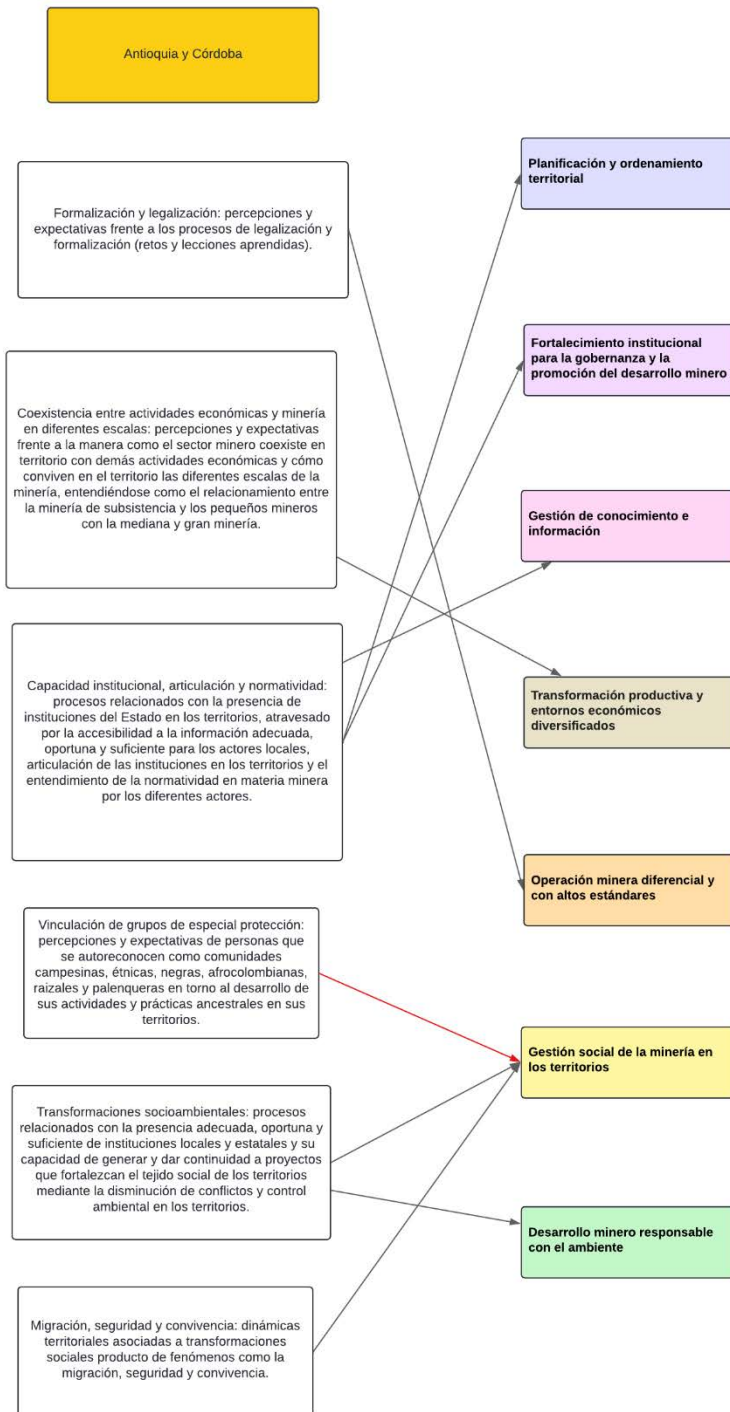 Antioquia y Córdoba
Formalización y legalización: percepciones y
expectativas frente a los procesos de legalización y
formalización (retos y lecciones aprendidas).
Coexistencia entre actividades económicas y minería
en diferentes escalas: percepciones y expectativas
frente a la manera como el sector minero coexiste en
territorio con demás actividades económicas y cómo
conviven en el territorio las diferentes escalas de la
minería, entendiéndose como el relacionamiento entre
la minería de subsistencia y los pequeños mineros
con la mediana y gran minería.
Capacidad institucional, articulación y normatividad:
procesos relacionados con la presencia de
instituciones del Estado en los territorios, atravesado
por la accesibilidad a la información adecuada,
oportuna y suficiente para los actores locales,
articulación de las instituciones en los territorios y el
entendimiento de la normatividad en materia minera
por los diferentes actores.
Vinculación de grupos de especial protección:
percepciones y expectativas de personas que
se autoreconocen como comunidades
campesinas, étnicas, negras, afrocolombianas,
raizales y palenqueras en torno al desarrollo de
sus actividades y prácticas ancestrales en sus
territorios.
Transformaciones socioambientales: procesos
relacionados con la presencia adecuada, oportuna y
suficiente de instituciones locales y estatales y su
capacidad de generar y dar continuidad a proyectos
que fortalezcan el tejido social de los territorios
mediante la disminución de conflictos y control
ambiental en los territorios.
Migración, seguridad y convivencia: dinámicas
territoriales asociadas a transformaciones
sociales producto de fenómenos como la
migración, seguridad y convivencia.
Planificación y ordenamiento
territorial
Fortalecimiento institucional
para la gobernanza y la
promoción del desarrollo minero
Gestión de conocimiento e
información
Transformación productiva y
entornos económicos
diversificados
Operación minera diferencial y
con altos estándares
Gestión social de la minería en
los territorios
Desarrollo minero responsable
con el ambiente